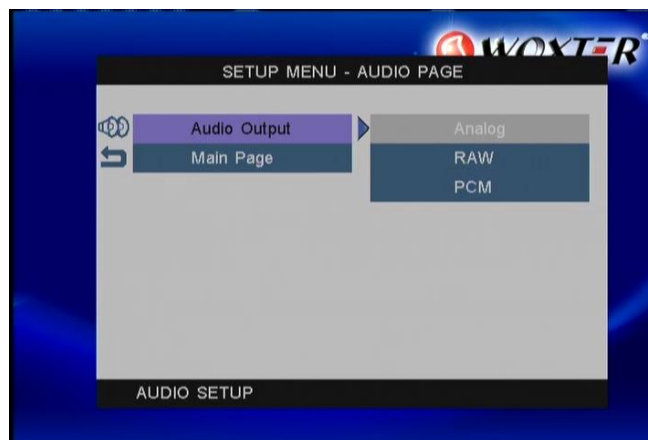 WOXTER
SETUP MENU - AUDIO PAGE
Audio Output
Analog
Main Page
RAW
PCM
AUDIO SETUP